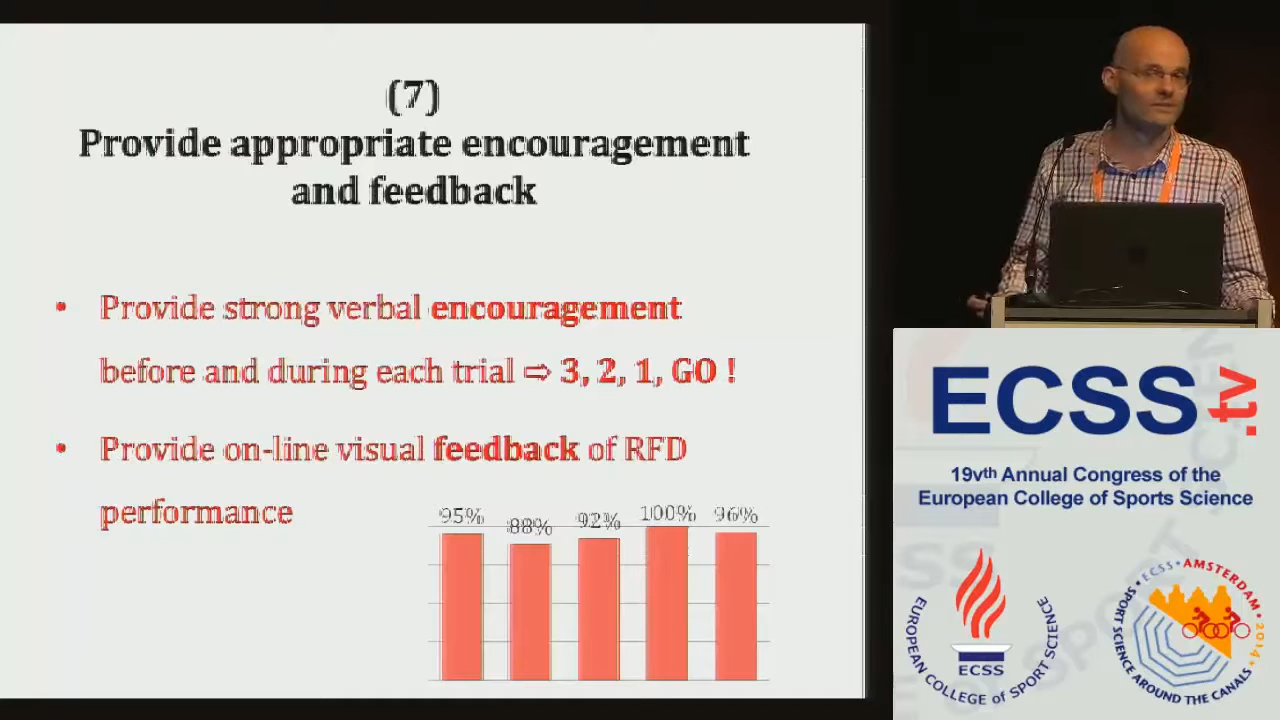 (7)
Provide appropriate encouragement
and feedback
• Provide strong verbal encouragement
before and during each trial ⇨ 3, 2, 1, GO !
• Provide on-line visual feedback of RFD
performance
95% 88% 92% 100% 96%
ECSS.tv
19vth Annual Congress of the
European College of Sports Science
EUROPEAN COLLEGE OF SPORT SCIENCE
ECSS
ECSS • AMSTERDAM 2014
SPORT SCIENCE AROUND THE CANALS